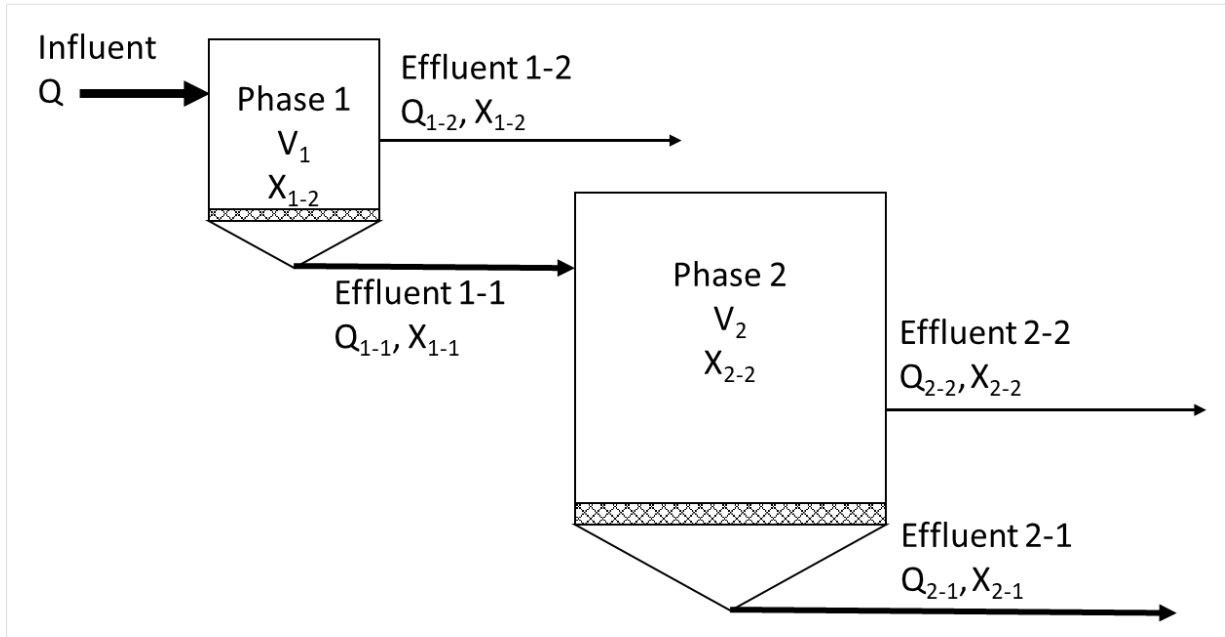 Influent
Q
Phase 1
V₁
X₁₋₂
Effluent 1-2
Q₁₋₂, X₁₋₂
Effluent 1-1
Q₁₋₁, X₁₋₁
Phase 2
V₂
X₂₋₂
Effluent 2-2
Q₂₋₂, X₂₋₂
Effluent 2-1
Q₂₋₁, X₂₋₁